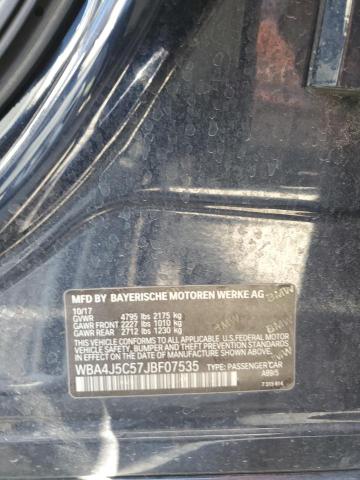 MFD BY BAYERISCHE MOTOREN WERKE AG
10/17
GVWR 4795 lbs 2175 kg
GAWR FRONT 2227 lbs 1010 kg
GAWR REAR 2712 lbs 1230 kg
THIS VEHICLE CONFORMS TO ALL APPLICABLE
U.S. FEDERAL MOTOR VEHICLE SAFETY, BUMPER,
AND THEFT PREVENTION STANDARDS IN EFFECT
ON THE DATE OF MANUFACTURE SHOWN ABOVE.
WBA4J5C57JBF07535 TYPE: PASSENGER CAR